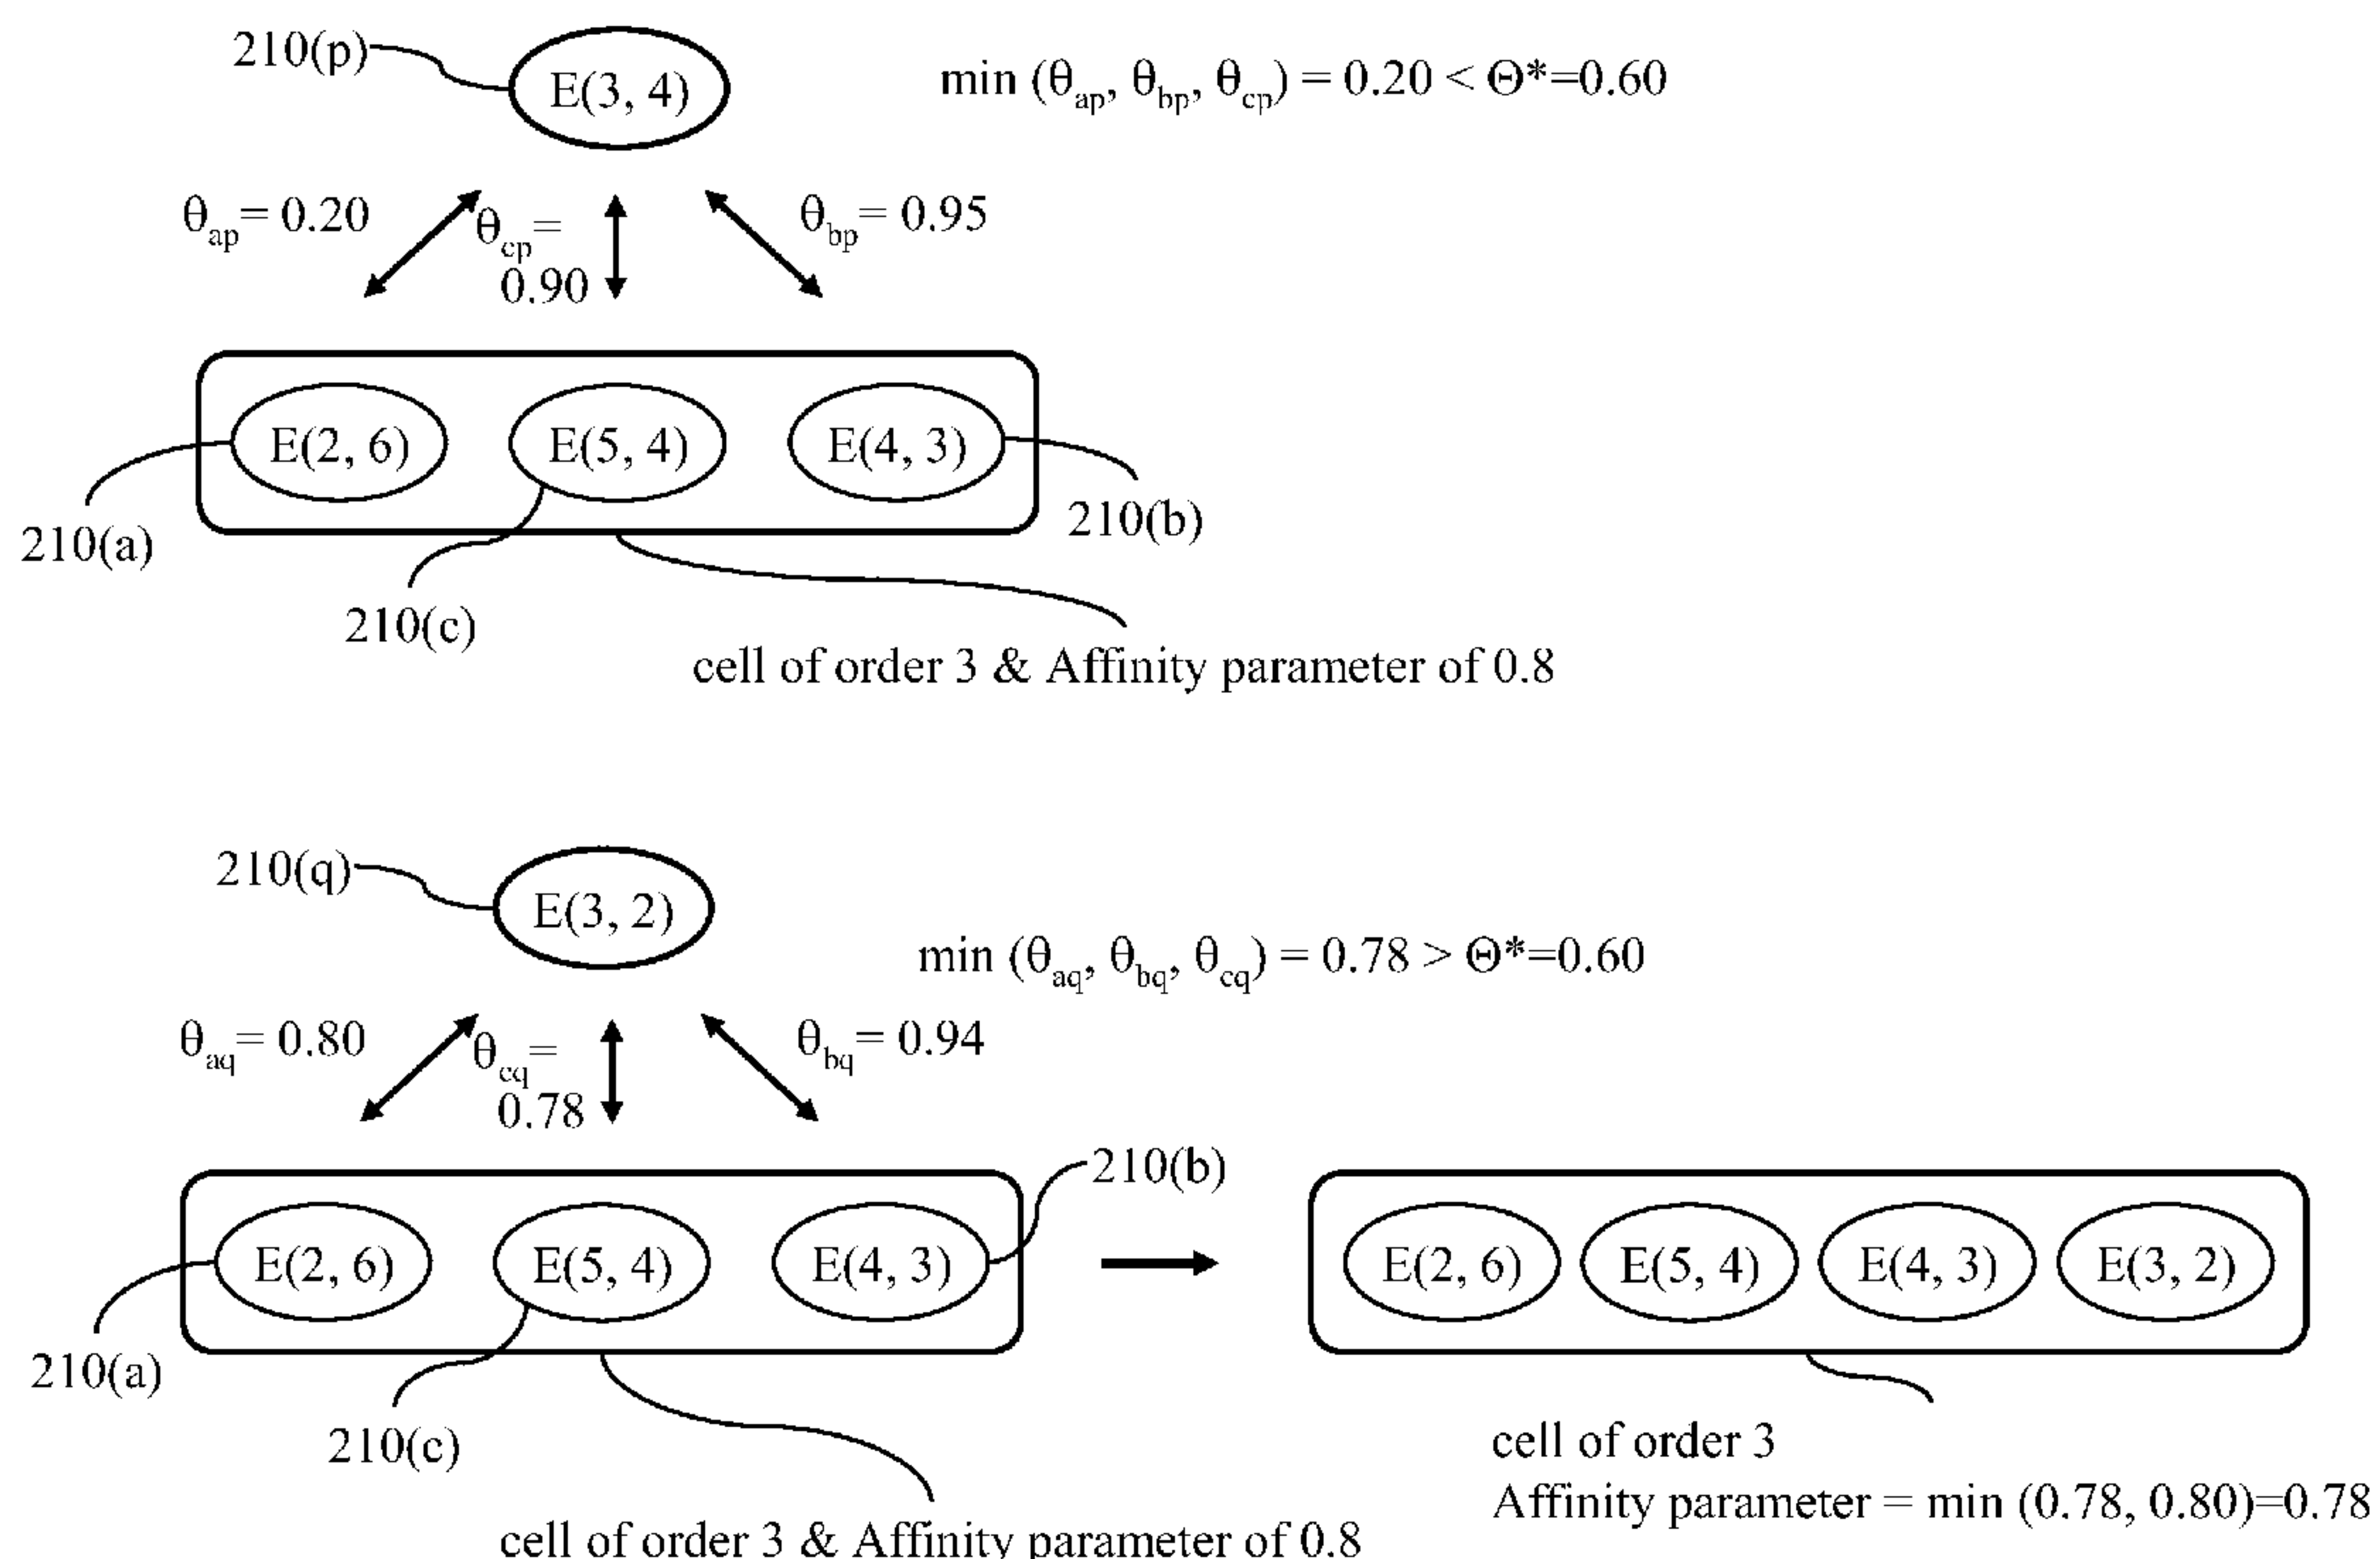 210(p)
E(3, 4)
min (θap, θbp, θcp) = 0.20 < Θ*=0.60
θap= 0.20
θcp=
0.90
θbp= 0.95
E(2, 6)
E(5, 4)
E(4, 3)
210(a)
210(b)
210(c)
cell of order 3 & Affinity parameter of 0.8
210(q)
E(3, 2)
min (θaq, θbq, θcq) = 0.78 > Θ*=0.60
θaq= 0.80
θcq=
0.78
θbq= 0.94
210(b)
E(2, 6)
E(5, 4)
E(4, 3)
E(2, 6)
E(5, 4)
E(4, 3)
E(3, 2)
210(a)
210(c)
cell of order 3
Affinity parameter = min (0.78, 0.80)=0.78
cell of order 3 & Affinity parameter of 0.8